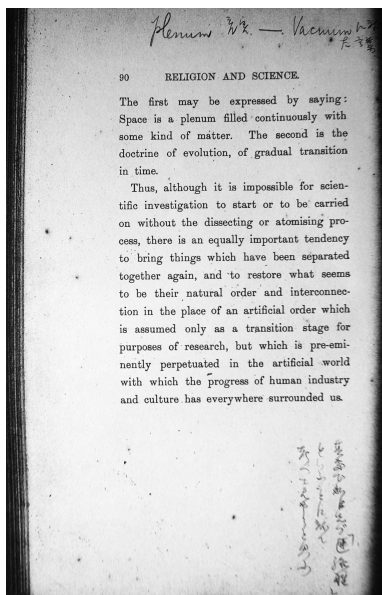 plenum 充実. — Vacuum
90 RELIGION AND SCIENCE.
The first may be expressed by saying:
Space is a plenum filled continuously with
some kind of matter. The second is the
doctrine of evolution, of gradual transition
in time.
Thus, although it is impossible for scien-
tific investigation to start or to be carried
on without the dissecting or atomising pro-
cess, there is an equally important tendency
to bring things which have been separated
together again, and to restore what seems
to be their natural order and interconnec-
tion in the place of an artificial order which
is assumed only as a transition stage for
purposes of research, but which is pre-emi-
nently perpetuated in the artificial world
with which the progress of human industry
and culture has everywhere surrounded us.